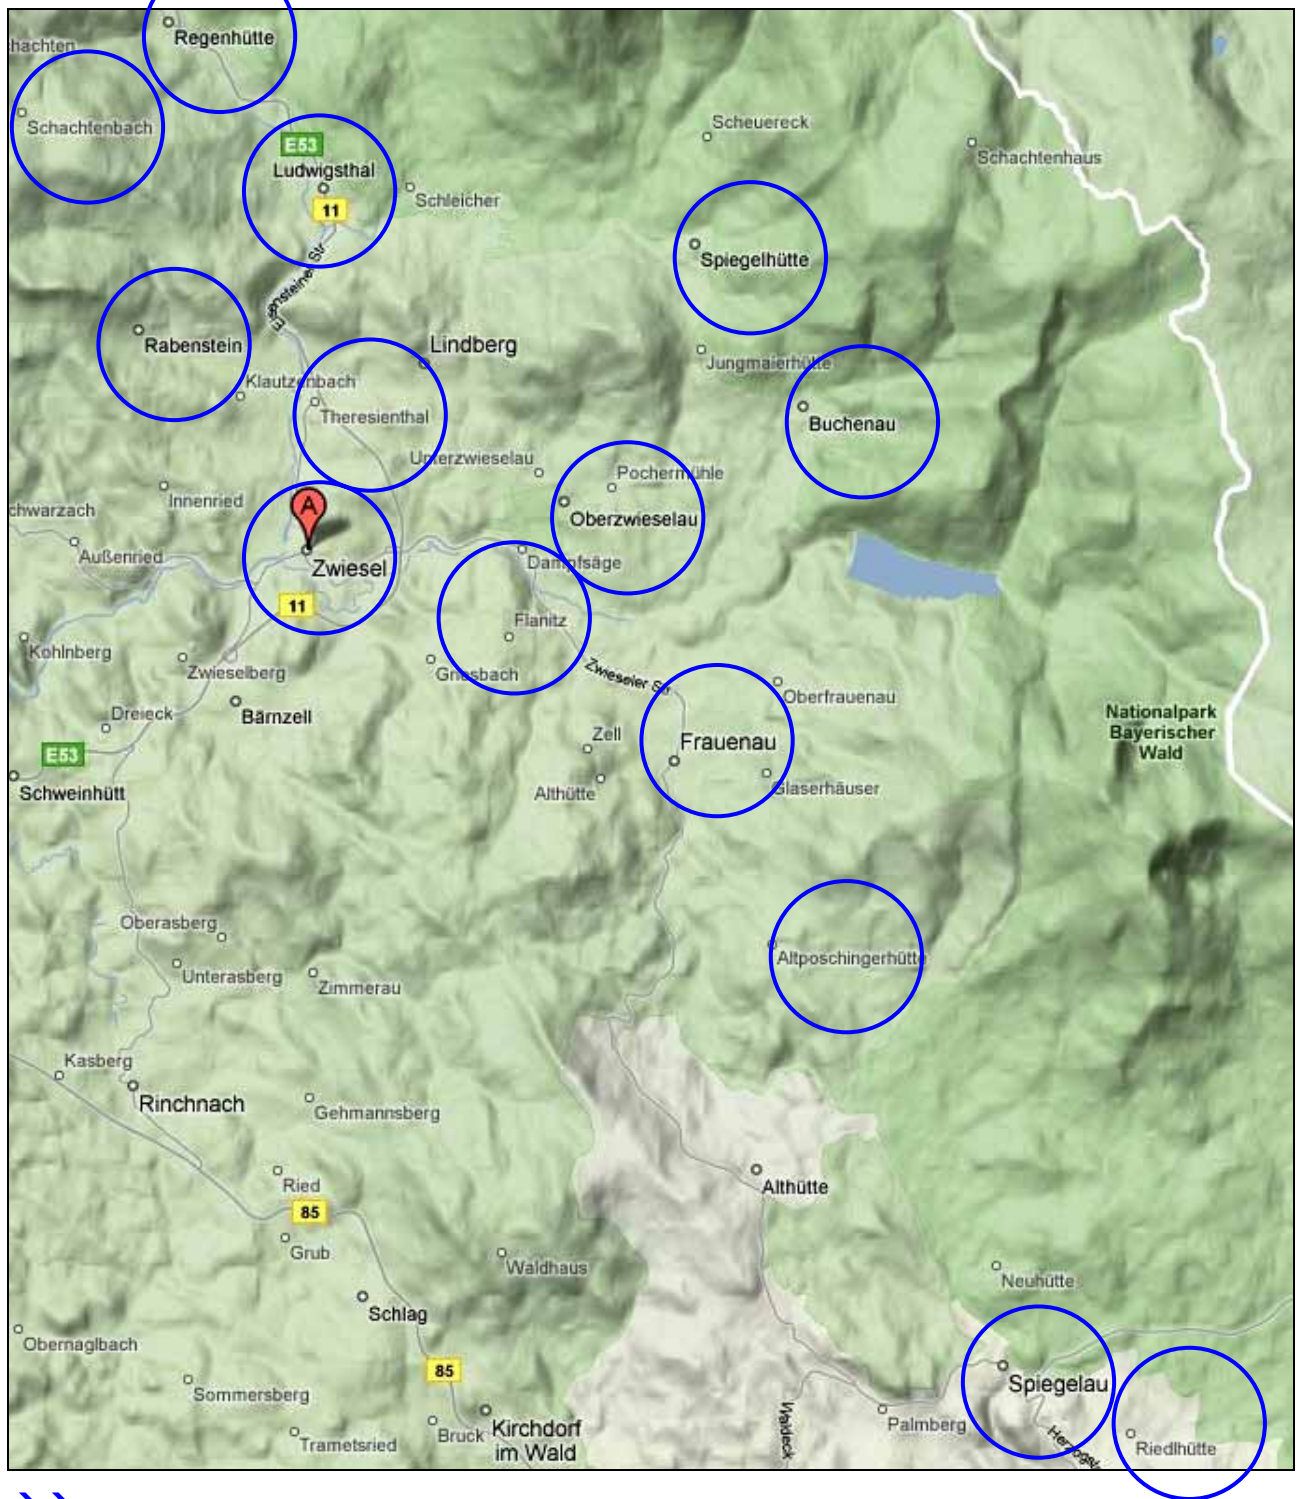 Regenhütte
chachten
Schachtenbach
Scheuereck
E53
Schachtenhaus
Ludwigsthal
Schleicher
11
Spiegelhütte
Rabenstein
Lindberg
Jungmaierhütte
Klautzenbach
Theresienthal
Buchenau
Unterzwieselau
Pochermühle
Innenried
chwarzach
A
Oberzwieselau
Außenried
Zwiesel
Dampfsäge
11
Flanitz
Kohlnberg
Zwieselberg
Griesbach
Zwieseler Str
Oberfrauenau
Dreieck
Bärnzell
Nationalpark
Bayerischer
Wald
Zell
Frauenau
E53
Schweinhütt
Althütte
Glaserhäuser
Oberasberg
Altposchingerhütte
Unterasberg
Zimmerau
Kasberg
Rinchnach
Gehmannsberg
Ried
Althütte
85
Grub
Waldhaus
Neuhütte
Schlag
Obernaglbach
85
Spiegelau
Sommersberg
Waldeck
Palmberg
Kirchdorf
im Wald
Bruck
Trametsried
Riedlhütte